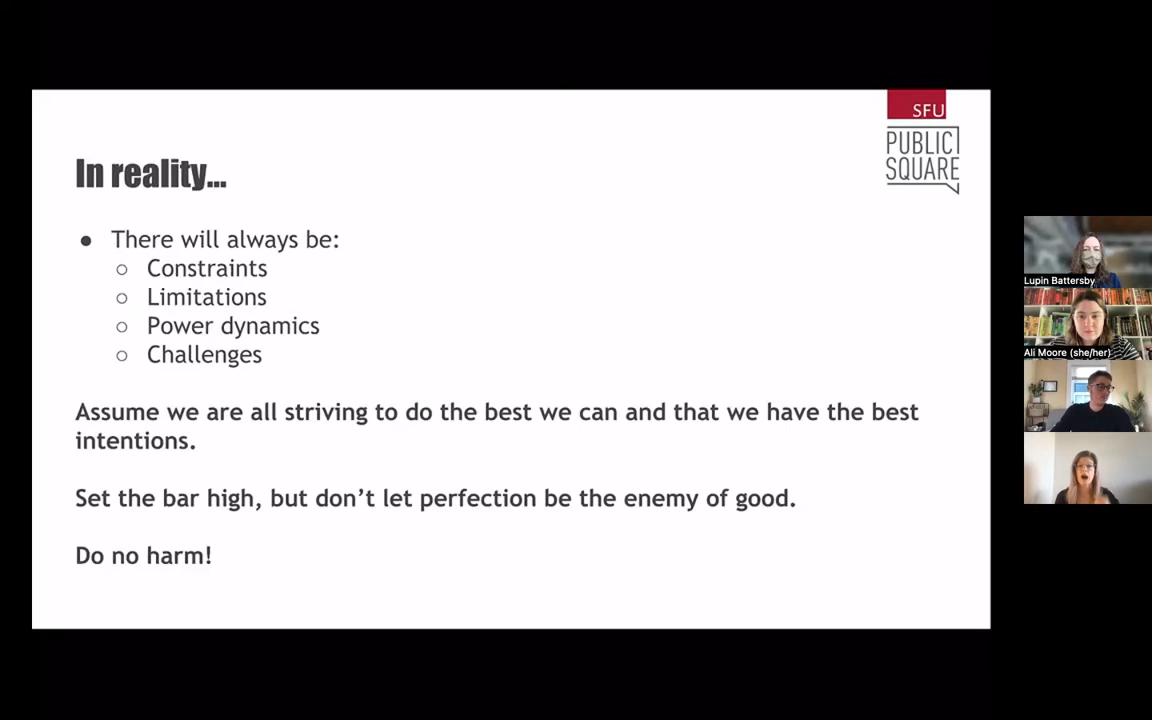 SFU
PUBLIC
SQUARE
In reality...
● There will always be:
○ Constraints
○ Limitations
○ Power dynamics
○ Challenges
Assume we are all striving to do the best we can and that we have the best
intentions.
Set the bar high, but don’t let perfection be the enemy of good.
Do no harm!
Lupin Battersby
Ali Moore (she/her)